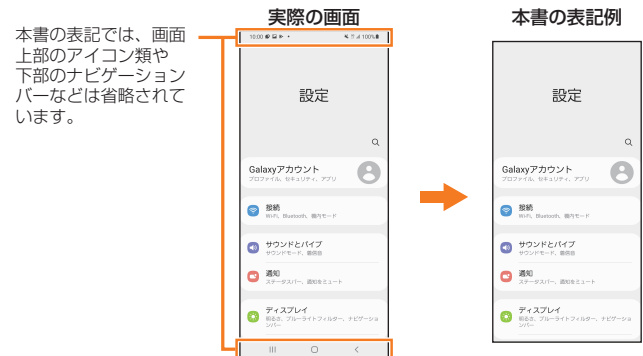 本書の表記では、画面
上部のアイコン類や
下部のナビゲーション
バーなどは省略されて
います。
実際の画面
10:00
100%
設定
Galaxyアカウント
プロファイル、セキュリティ、アプリ
接続
Wi-Fi、Bluetooth、機内モード
サウンドとバイブ
サウンドモード、着信音
通知
ステータスバー、通知をミュート
ディスプレイ
明るさ、ブルーライトフィルター、ナビゲーショ
ンバー
本書の表記例
設定
Galaxyアカウント
プロファイル、セキュリティ、アプリ
接続
Wi-Fi、Bluetooth、機内モード
サウンドとバイブ
サウンドモード、着信音
通知
ステータスバー、通知をミュート
ディスプレイ
明るさ、ブルーライトフィルター、ナビゲーショ
ンバー